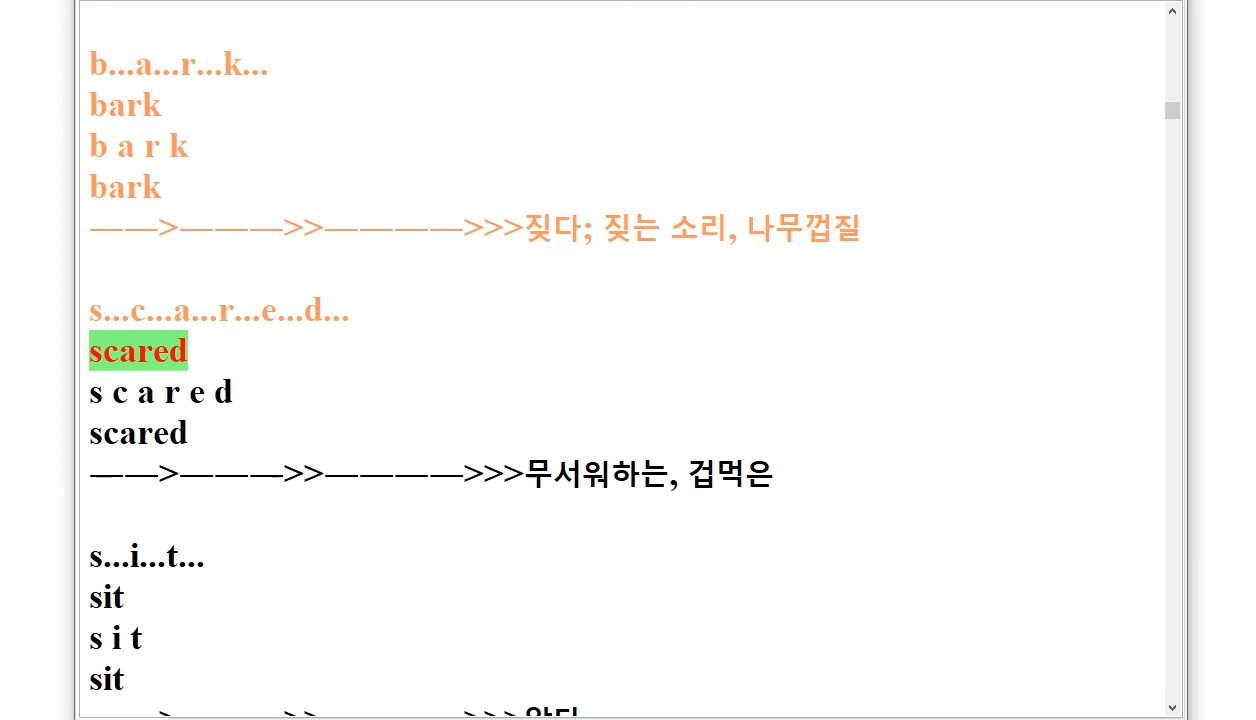 b...a...r...k...
bark
b a r k
bark
——>———>>————>>>짖다; 짖는 소리, 나무껍질
s...c...a...r...e...d...
scared
s c a r e d
scared
——>———>>————>>>무서워하는, 겁먹은
s...i...t...
sit
s i t
sit